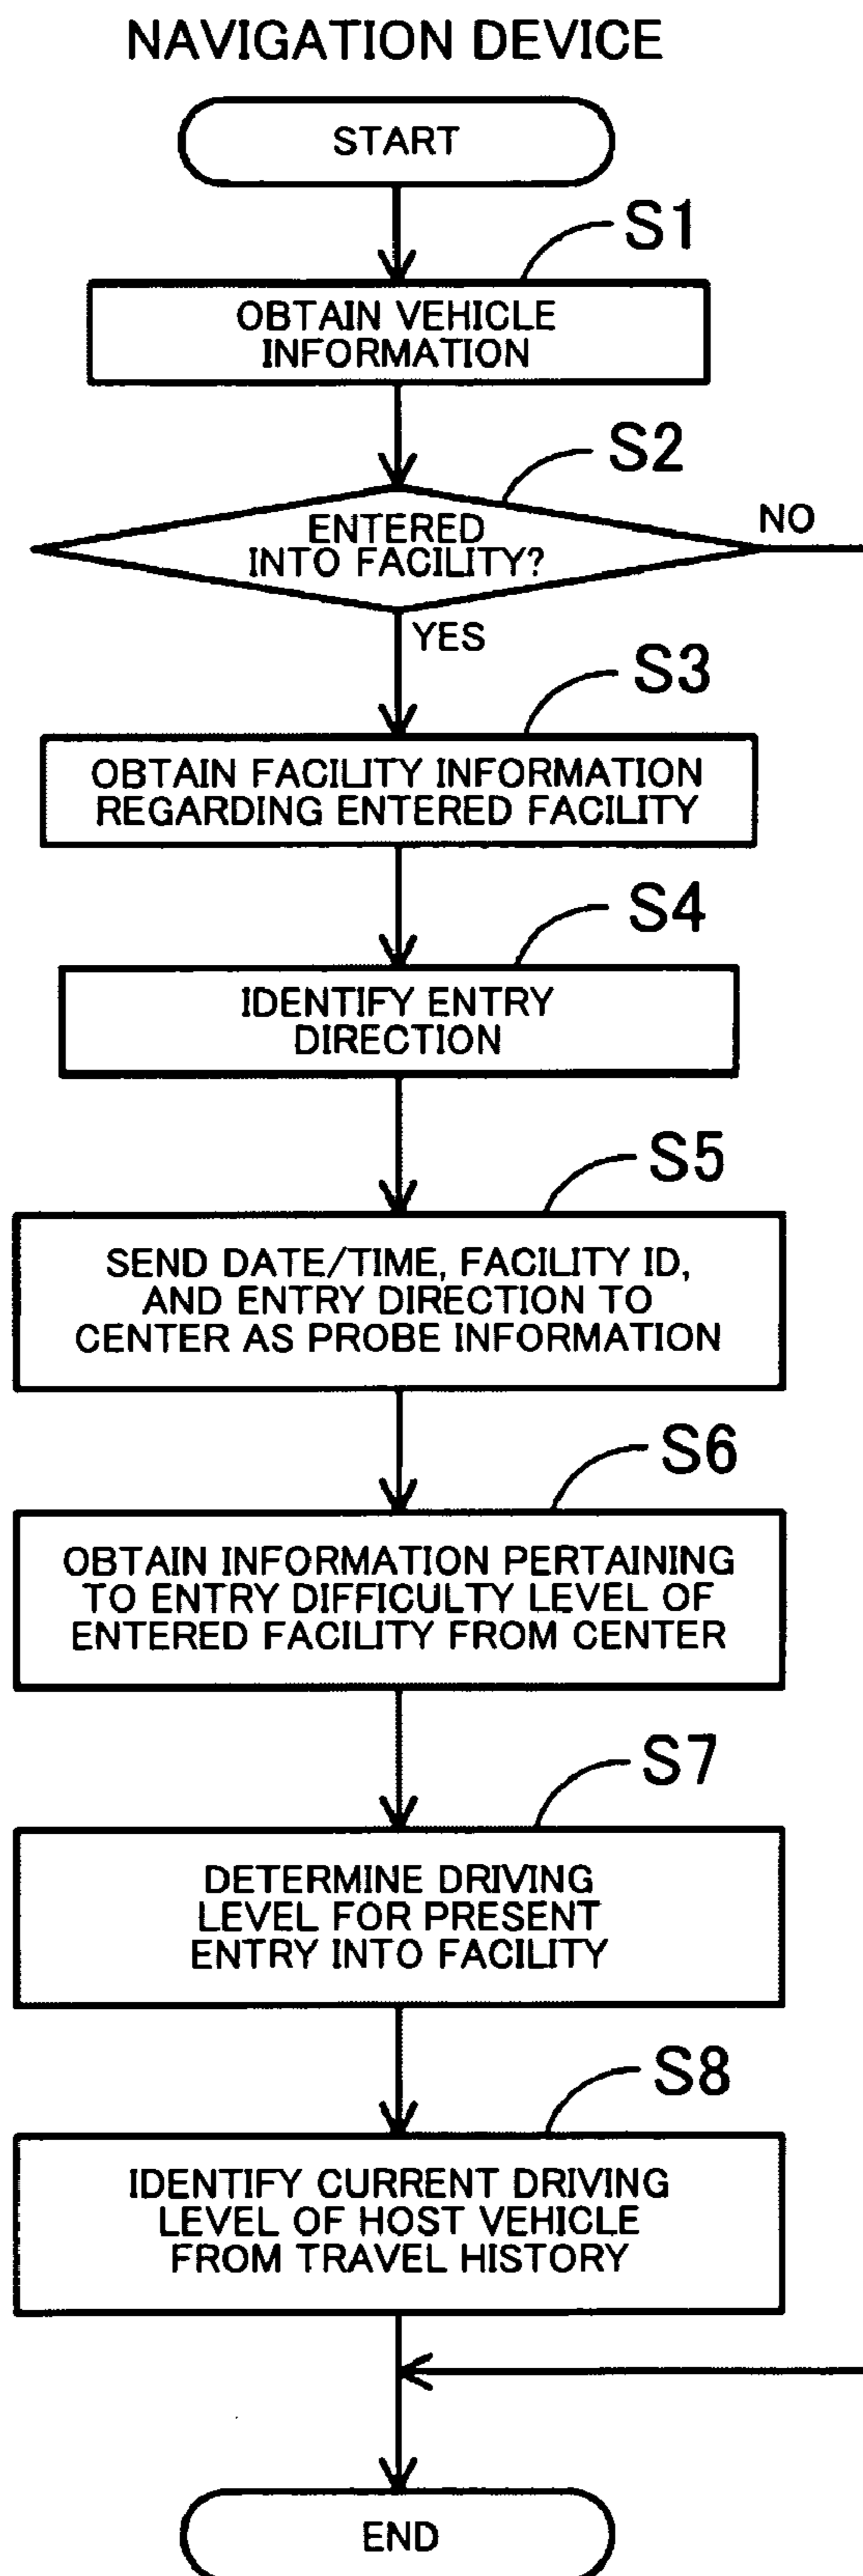 NAVIGATION DEVICE
START
S1
OBTAIN VEHICLE
INFORMATION
S2
ENTERED
INTO FACILITY?
NO
YES
S3
OBTAIN FACILITY INFORMATION
REGARDING ENTERED FACILITY
S4
IDENTIFY ENTRY
DIRECTION
S5
SEND DATE/TIME, FACILITY ID,
AND ENTRY DIRECTION TO
CENTER AS PROBE INFORMATION
S6
OBTAIN INFORMATION PERTAINING
TO ENTRY DIFFICULTY LEVEL OF
ENTERED FACILITY FROM CENTER
S7
DETERMINE DRIVING
LEVEL FOR PRESENT
ENTRY INTO FACILITY
S8
IDENTIFY CURRENT DRIVING
LEVEL OF HOST VEHICLE
FROM TRAVEL HISTORY
END